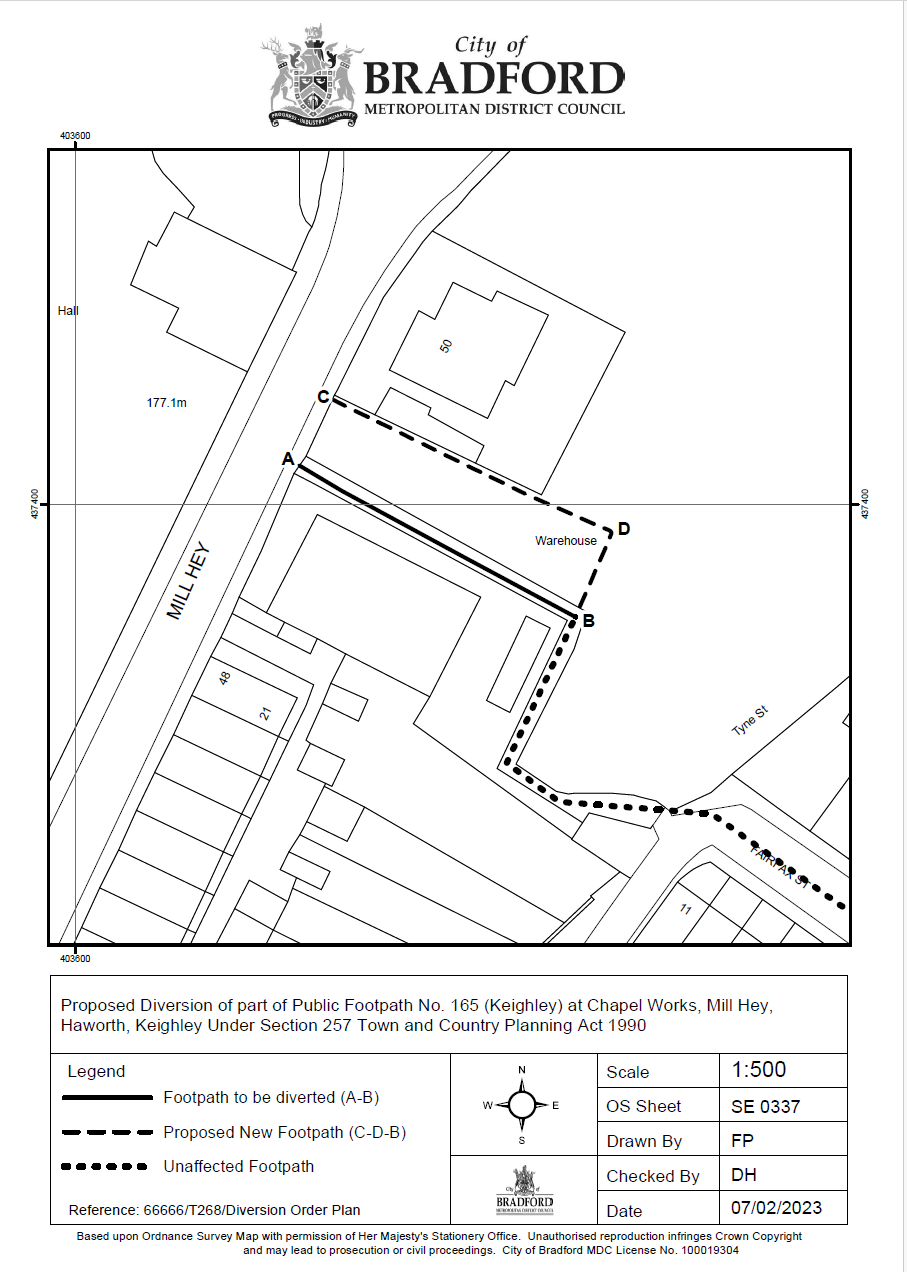 City of
BRADFORD
METROPOLITAN DISTRICT COUNCIL
PROGRESS · INDUSTRY · HUMANITY
403600
Hall
50
177.1m
C
A
437400
437400
D
Warehouse
MILL HEY
B
48
21
Tyne St
FAIRFAX ST
11
403600
Proposed Diversion of part of Public Footpath No. 165 (Keighley) at Chapel Works, Mill Hey,
Haworth, Keighley Under Section 257 Town and Country Planning Act 1990
Legend
Footpath to be diverted (A-B)
Proposed New Footpath (C-D-B)
Unaffected Footpath
Reference: 66666/T268/Diversion Order Plan
N
W E
S
City of
BRADFORD
METROPOLITAN DISTRICT COUNCIL
Scale 1:500
OS Sheet SE 0337
Drawn By FP
Checked By DH
Date 07/02/2023
Based upon Ordnance Survey Map with permission of Her Majesty's Stationery Office. Unauthorised reproduction infringes Crown Copyright
and may lead to prosecution or civil proceedings. City of Bradford MDC License No. 100019304